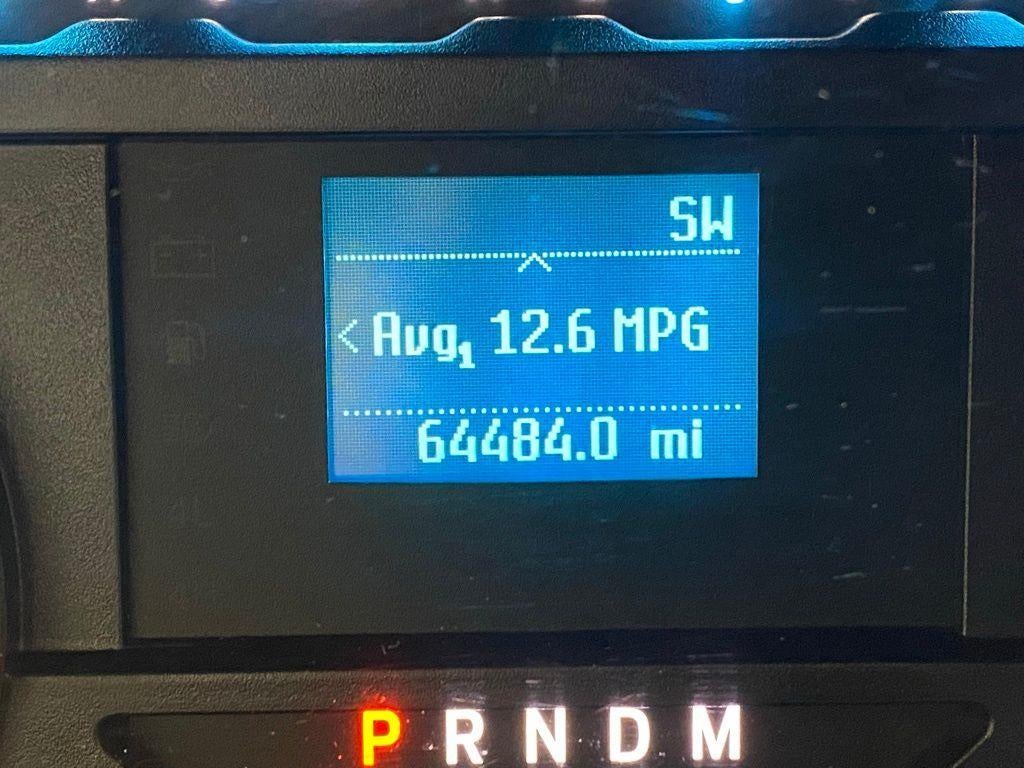 SW
< Avg1 12.6 MPG
64484.0 mi
P R N D M